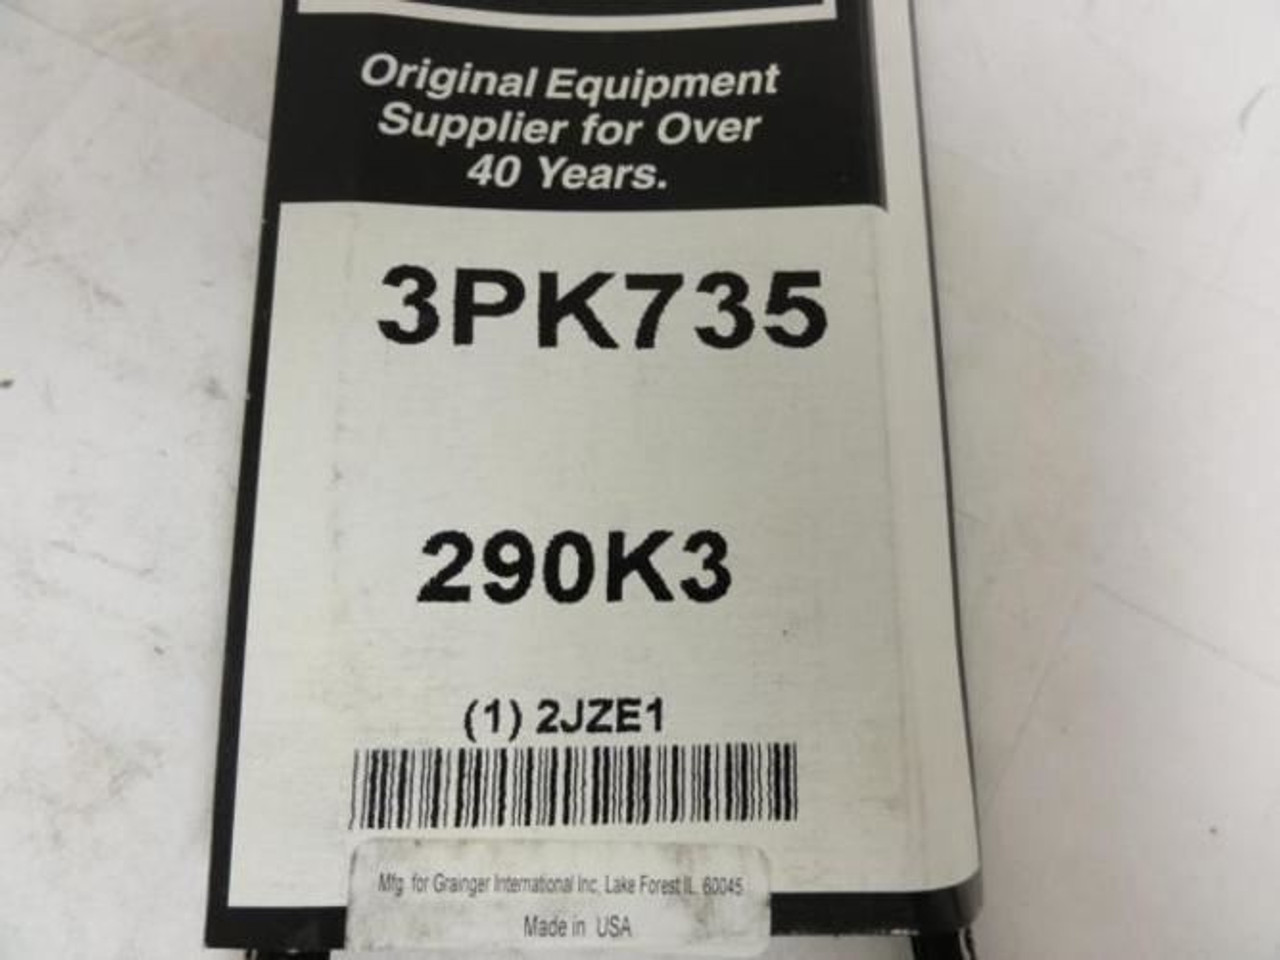 Original Equipment
Supplier for Over
40 Years.
3PK735
290K3
(1) 2JZE1
Mfg. for Grainger International Inc, Lake Forest IL. 60045
Made in USA